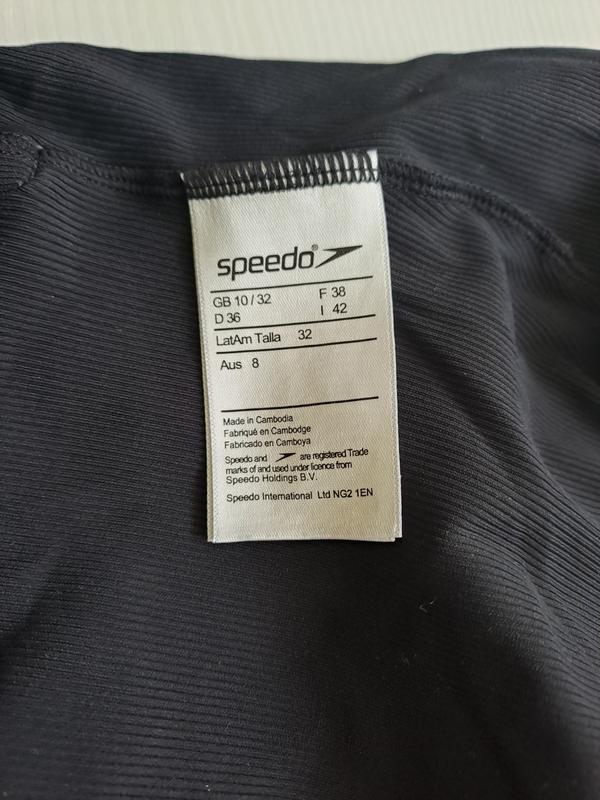 speedo®
GB 10 / 32 F 38
D 36 I 42
LatAm Talla 32
Aus 8
Made in Cambodia
Fabriqué en Cambodge
Fabricado en Camboya
Speedo and are registered Trade
marks of and used under licence from
Speedo Holdings B.V.
Speedo International Ltd NG2 1EN